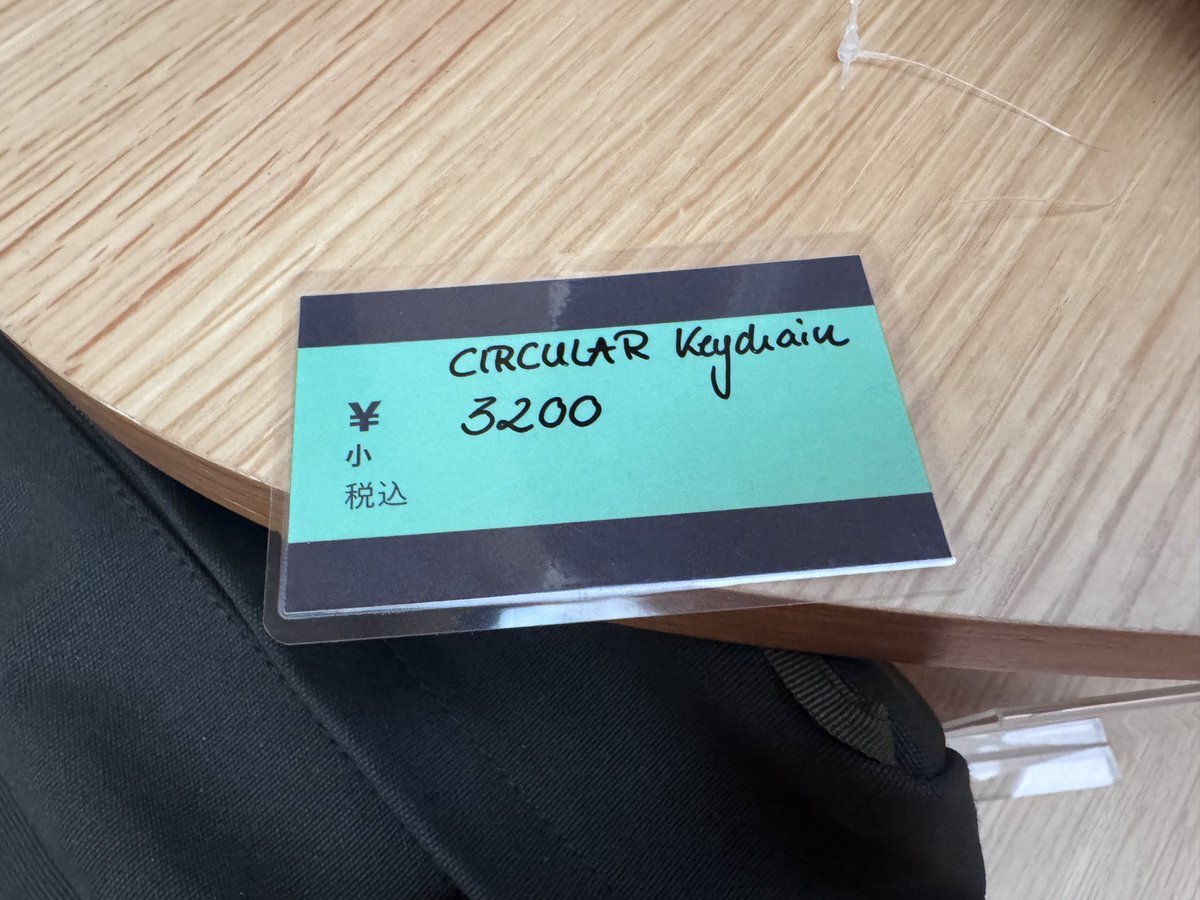 CIRCULAR Keychain
¥ 3200
小
税込